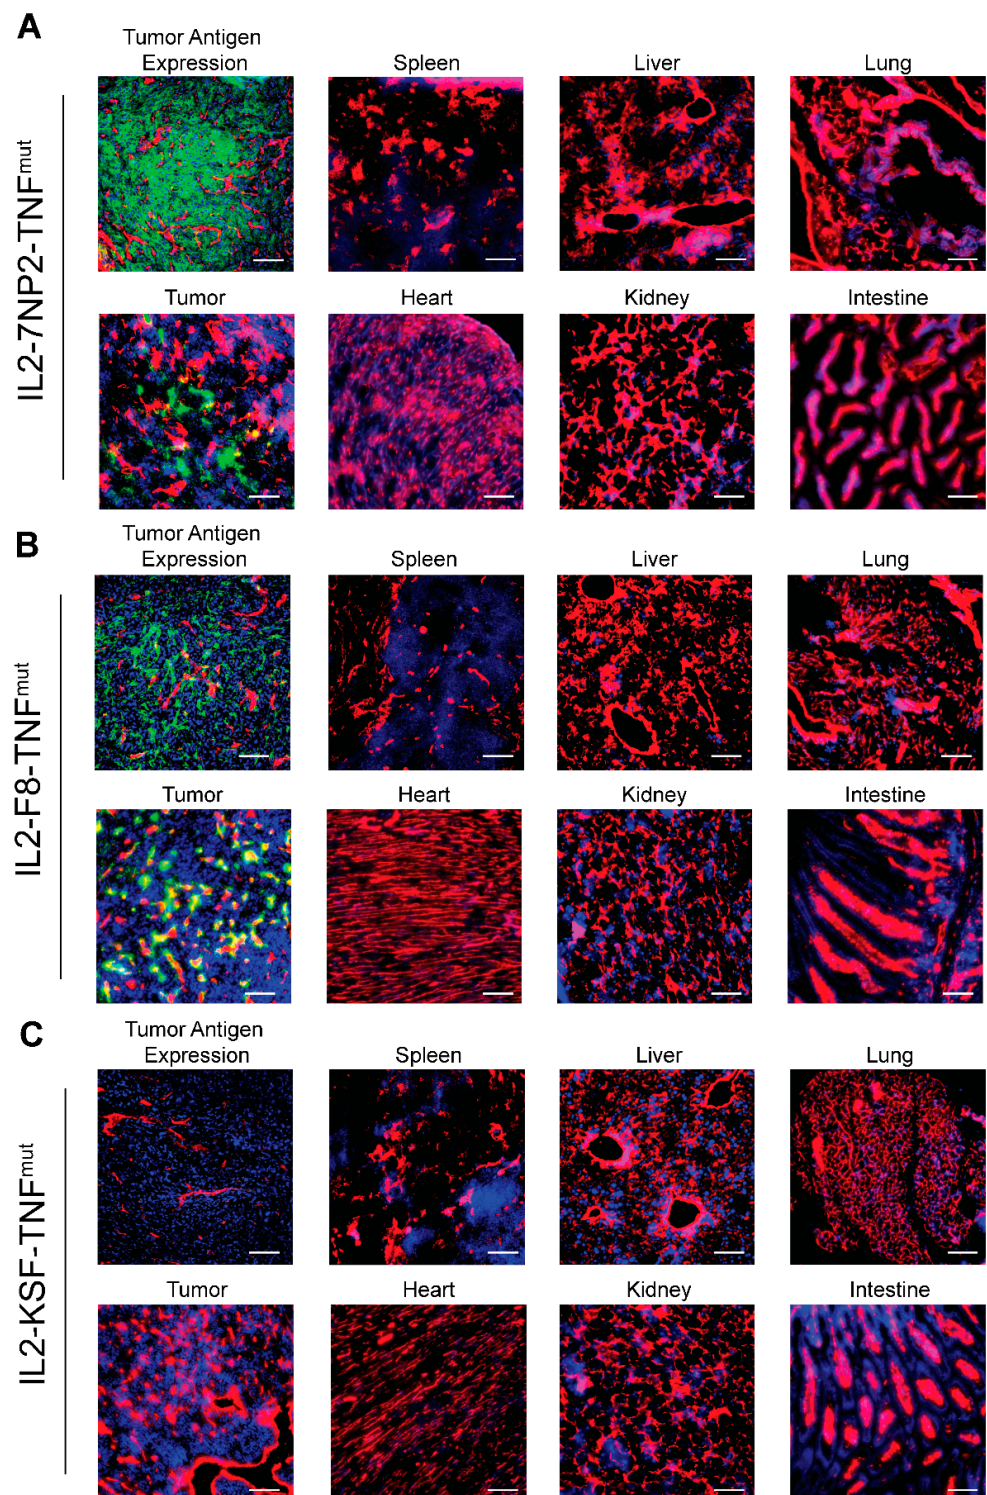 A
Tumor Antigen
Expression
Spleen
Liver
Lung
IL2-7NP2-TNFmut
Tumor
Heart
Kidney
Intestine
B
Tumor Antigen
Expression
Spleen
Liver
Lung
IL2-F8-TNFmut
Tumor
Heart
Kidney
Intestine
C
Tumor Antigen
Expression
Spleen
Liver
Lung
IL2-KSF-TNFmut
Tumor
Heart
Kidney
Intestine